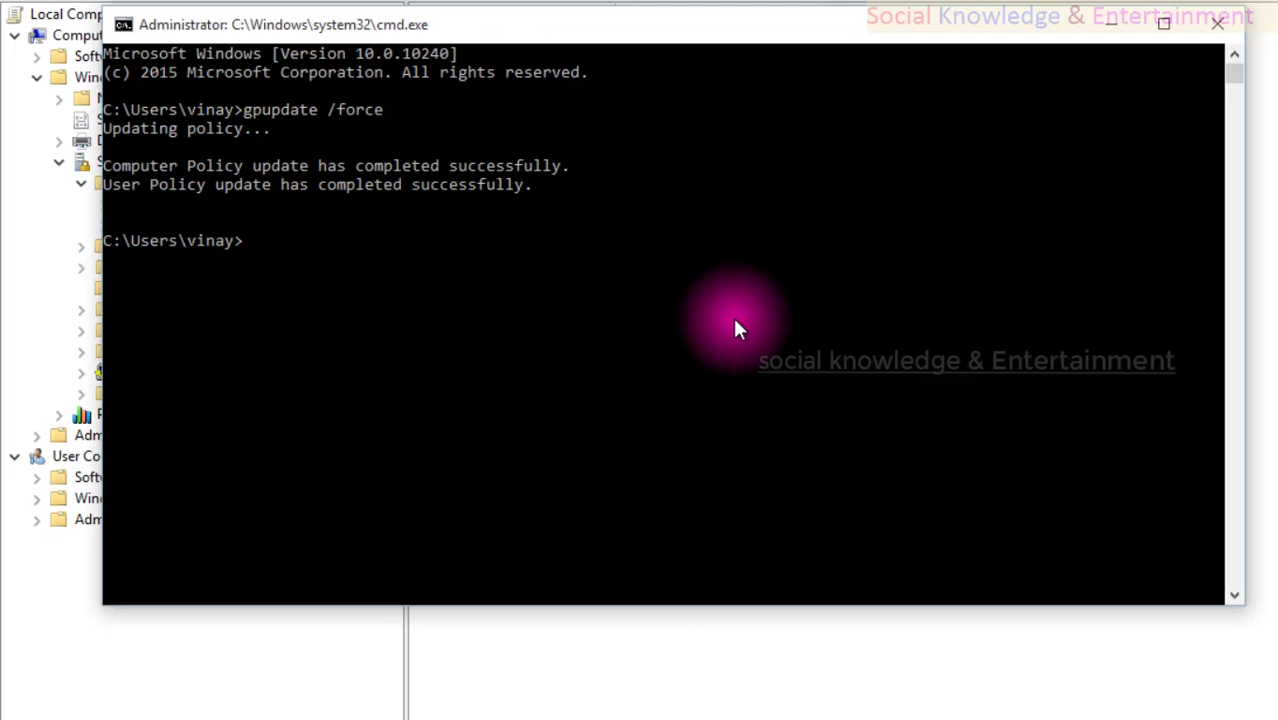 Local Comp
Social Knowledge & Entertainment
Administrator: C:\Windows\system32\cmd.exe
Comput
Soft
Win
Microsoft Windows [Version 10.0.10240]
(c) 2015 Microsoft Corporation. All rights reserved.
C:\Users\vinay>gpupdate /force
Updating policy...
Computer Policy update has completed successfully.
User Policy update has completed successfully.
C:\Users\vinay>
social knowledge & Entertainment
Adm
User Co
Soft
Wind
Adm